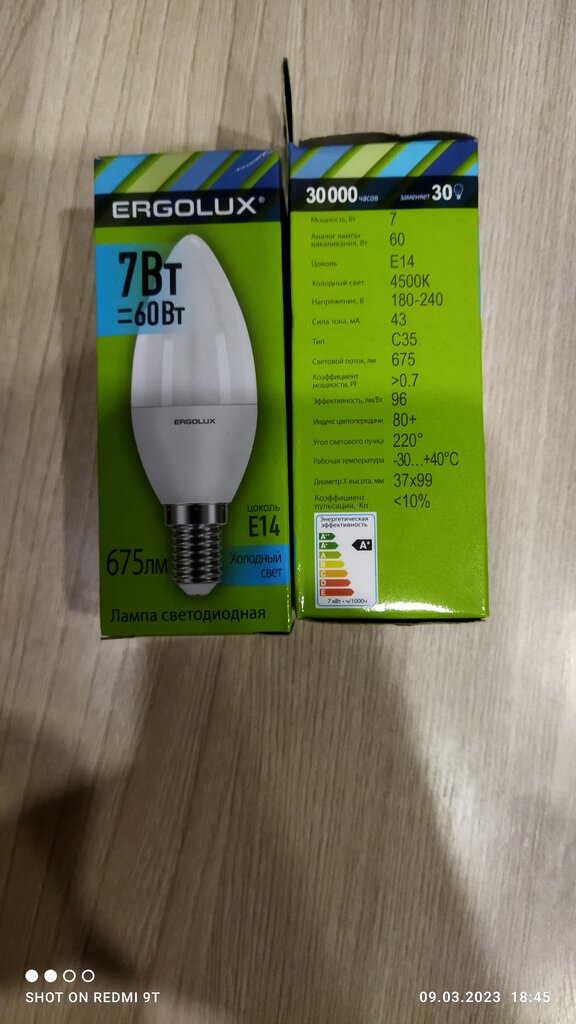 ERGOLUX®
7Вт
=60Вт
ERGOLUX
цоколь
E14
675лм
Холодный
свет
Лампа светодиодная
30000 часов заменяет 30
Мощность, Вт 7
Аналог лампы
накаливания, Вт 60
Цоколь E14
Холодный свет 4500K
Напряжение, В 180-240
Сила тока, мА 43
Тип C35
Световой поток, лм 675
Коэффициент
мощности, PF >0.7
Эффективность, лм/Вт 96
Индекс цветопередачи 80+
Угол светового пучка 220°
Рабочая температура -30...+40°C
Диаметр X высота, мм 37x99
Коэффициент
пульсации, Кп <10%
Энергетическая
эффективность
A++
A+ A+
A
B
C
D
E
7 кВт • ч/1000ч
SHOT ON REDMI 9T
09.03.2023 18:45